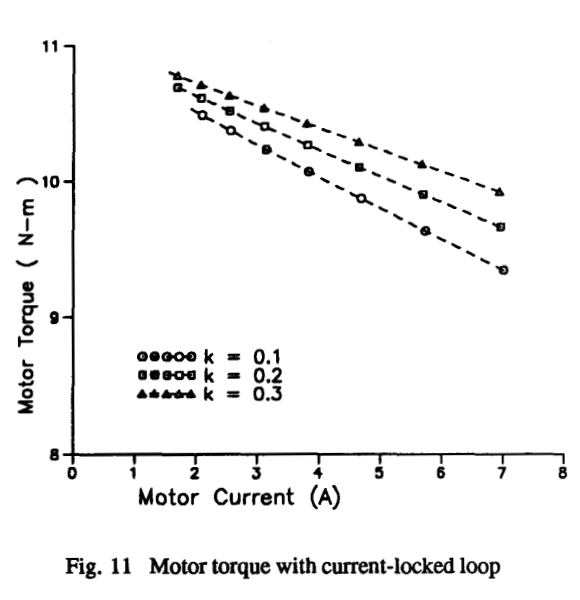 11
10
9
8
Motor Torque ( N-m )
k = 0.1
k = 0.2
k = 0.3
0 1 2 3 4 5 6 7 8
Motor Current (A)
Fig. 11 Motor torque with current-locked loop